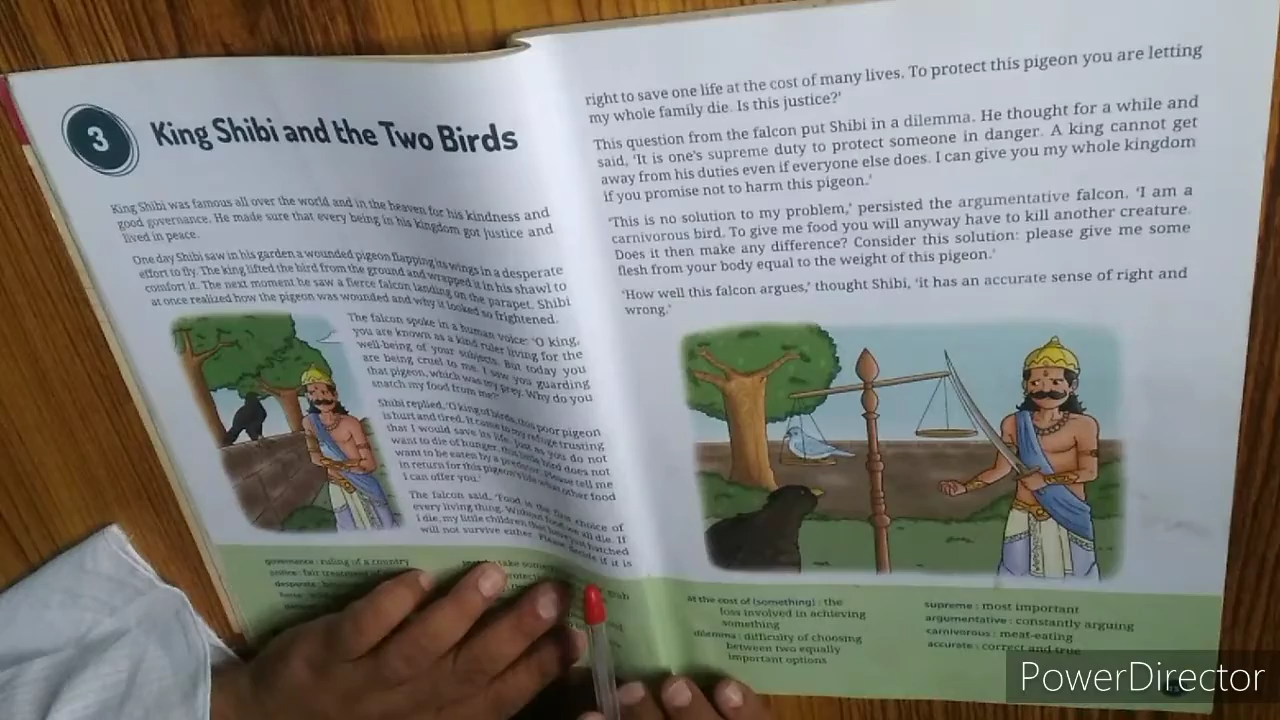 3
King Shibi and the Two Birds
King Shibi was famous all over the world and in the heaven for his kindness and
good governance. He made sure that every being in his kingdom got justice and
lived in peace.
One day Shibi saw in his garden a wounded pigeon flapping its wings in a desperate
effort to fly. The king lifted the bird from the ground and wrapped it in his shawl to
comfort it. The next moment he saw a fierce falcon landing on the parapet. Shibi
at once realized how the pigeon was wounded and why it looked so frightened.
The falcon spoke in a human voice: 'O king,
you are known as a kind ruler living for the
well-being of your subjects. But today you
are being cruel to me. I saw you guarding
that pigeon, which was my prey. Why do you
snatch my food from me?'
Shibi replied, 'O king of birds, this poor pigeon
is hurt and tired. It came to my refuge trusting
that I would save its life. Just as you do not
want to die of hunger, this little bird does not
want to be eaten by a predator. Please tell me
in return for this pigeon's life what other food
I can offer you.'
The falcon said, 'Food is the first choice of
every living thing. Without food we all die. If
I die, my little children that have just hatched
will not survive either. Please decide if it is
governance : ruling of a country
justice : fair treatment of
desperate :
right to save one life at the cost of many lives. To protect this pigeon you are letting
my whole family die. Is this justice?'
This question from the falcon put Shibi in a dilemma. He thought for a while and
said, 'It is one's supreme duty to protect someone in danger. A king cannot get
away from his duties even if everyone else does. I can give you my whole kingdom
if you promise not to harm this pigeon.'
'This is no solution to my problem,' persisted the argumentative falcon. 'I am a
carnivorous bird. To give me food you will anyway have to kill another creature.
Does it then make any difference? Consider this solution: please give me some
flesh from your body equal to the weight of this pigeon.'
'How well this falcon argues,' thought Shibi, 'it has an accurate sense of right and
wrong.'
at the cost of (something) : the
loss involved in achieving
something
dilemma : difficulty of choosing
between two equally
important options
supreme : most important
argumentative : constantly arguing
carnivorous : meat-eating
accurate : correct and true
PowerDirector